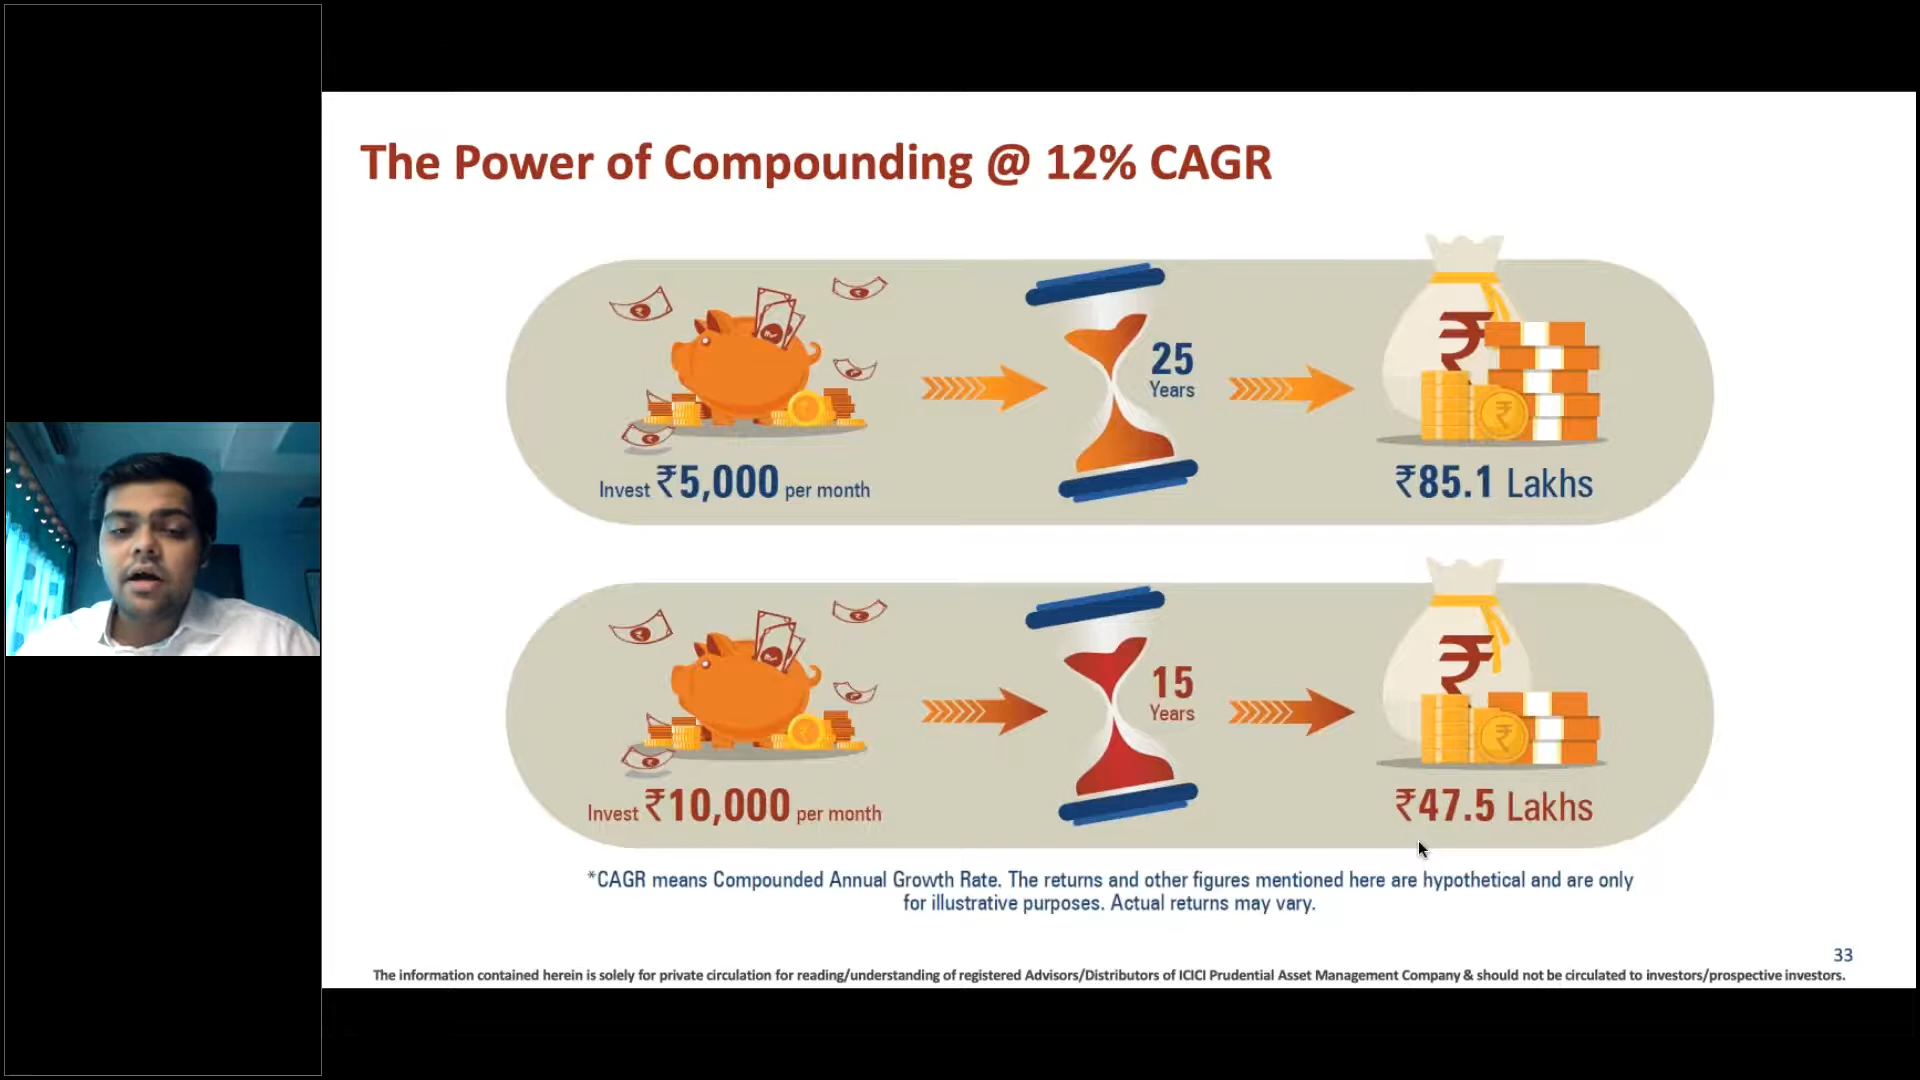 The Power of Compounding @ 12% CAGR
25
Years
Invest ₹5,000 per month
₹85.1 Lakhs
15
Years
Invest ₹10,000 per month
₹47.5 Lakhs
*CAGR means Compounded Annual Growth Rate. The returns and other figures mentioned here are hypothetical and are only
for illustrative purposes. Actual returns may vary.
33
The information contained herein is solely for private circulation for reading/understanding of registered Advisors/Distributors of ICICI Prudential Asset Management Company & should not be circulated to investors/prospective investors.